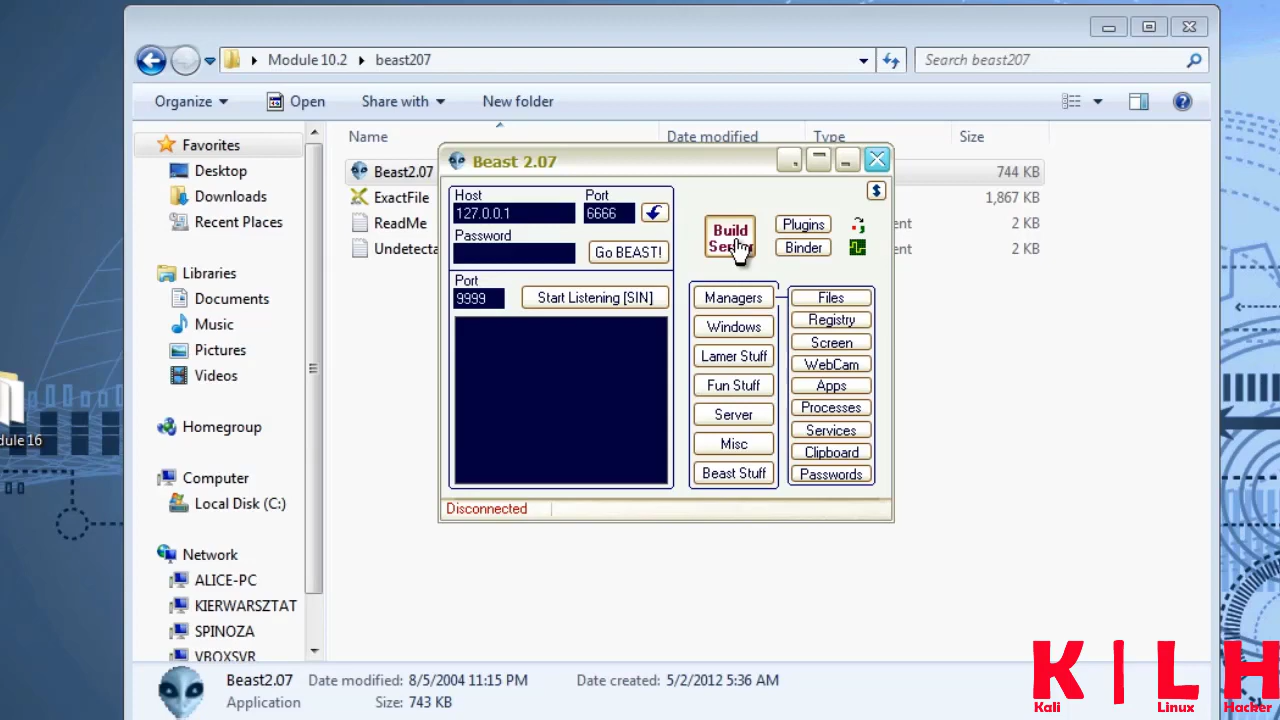 Module 10.2 beast207
Search beast207
Organize Open Share with New folder
Name Date modified Type Size
Favorites
Desktop
Downloads
Recent Places
Libraries
Documents
Music
Pictures
Videos
Homegroup
Computer
Local Disk (C:)
Network
ALICE-PC
KIERWARSZTAT
SPINOZA
VBOXSVR
Beast2.07 744 KB
ExactFile 1,867 KB
ReadMe ent 2 KB
Undetecta ent 2 KB
Beast 2.07
Host Port
127.0.0.1 6666
Password
Go BEAST!
Port
9999 Start Listening [SIN]
Build
Plugins
Binder
$
Managers
Windows
Lamer Stuff
Fun Stuff
Server
Misc
Beast Stuff
Files
Registry
Screen
WebCam
Apps
Processes
Services
Clipboard
Passwords
Disconnected
dule 16
Beast2.07 Date modified: 8/5/2004 11:15 PM Date created: 5/2/2012 5:36 AM
Application Size: 743 KB
K|LH
Kali Linux Hacker